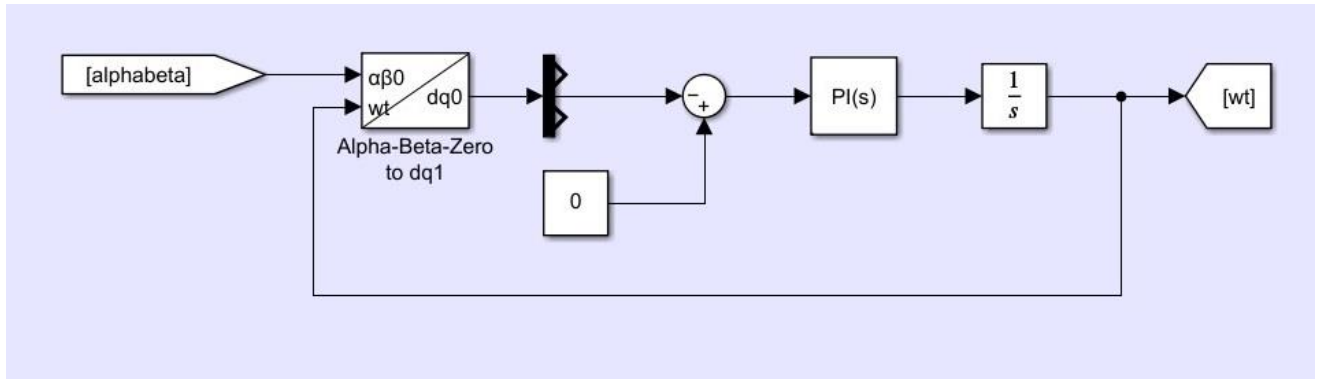 [alphabeta]
αβ0
wt
dq0
Alpha-Beta-Zero
to dq1
−
+
0
PI(s)
1
s
[wt]